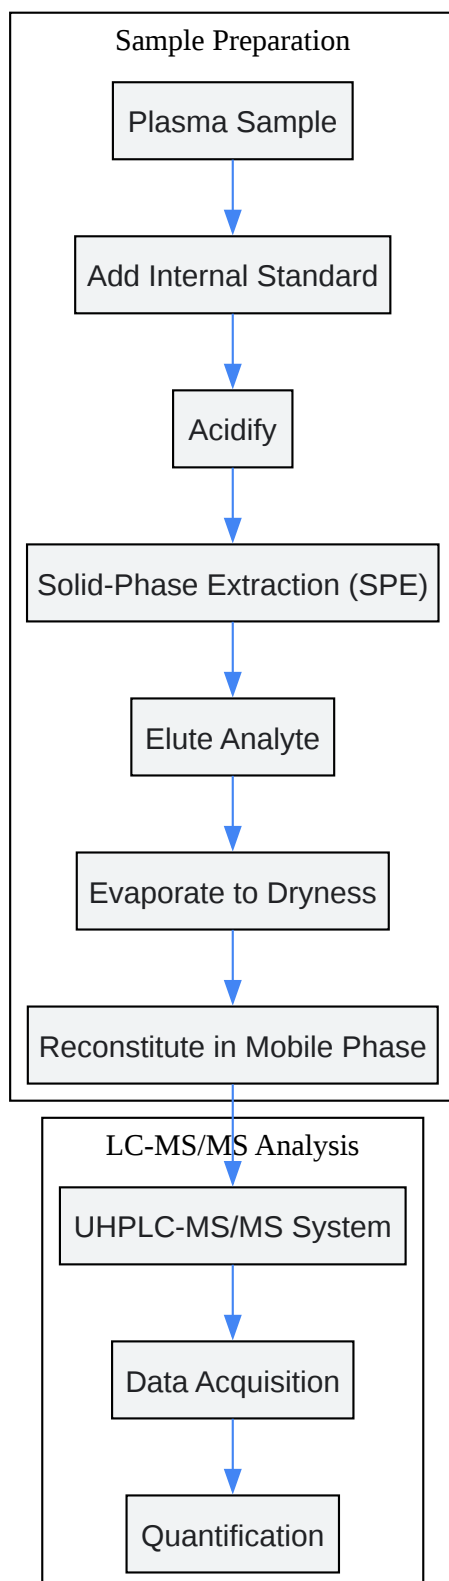 Sample Preparation
Plasma Sample
Add Internal Standard
Acidify
Solid-Phase Extraction (SPE)
Elute Analyte
Evaporate to Dryness
Reconstitute in Mobile Phase
LC-MS/MS Analysis
UHPLC-MS/MS System
Data Acquisition
Quantification